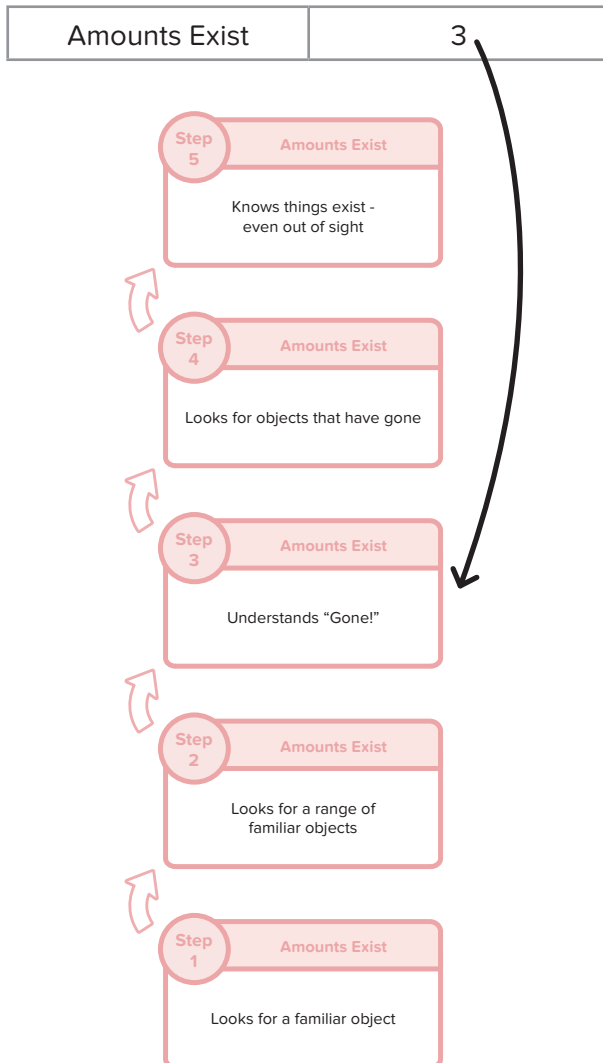 Amounts Exist 3
Step
5
Amounts Exist
Knows things exist -
even out of sight
Step
4
Amounts Exist
Looks for objects that have gone
Step
3
Amounts Exist
Understands “Gone!”
Step
2
Amounts Exist
Looks for a range of
familiar objects
Step
1
Amounts Exist
Looks for a familiar object